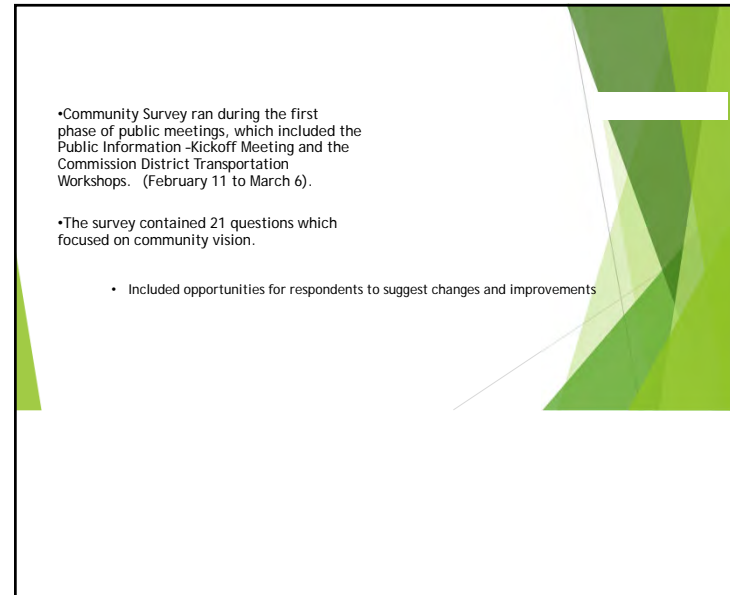 •Community Survey ran during the first
phase of public meetings, which included the
Public Information -Kickoff Meeting and the
Commission District Transportation
Workshops. (February 11 to March 6).
•The survey contained 21 questions which
focused on community vision.
• Included opportunities for respondents to suggest changes and improvements